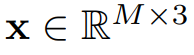 𝐱 ∈ ℝ^{M×3}